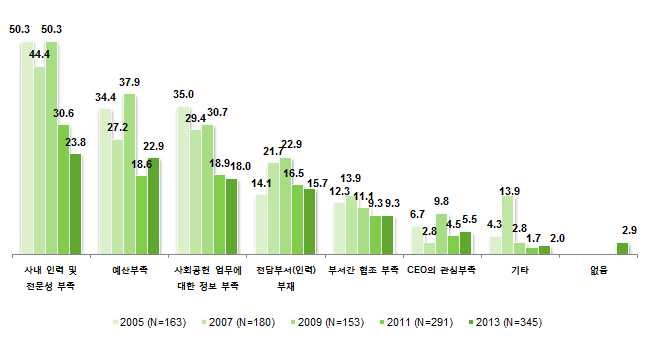 50.3 44.4 50.3 30.6 23.8
34.4 27.2 37.9 18.6 22.9
35.0 29.4 30.7 18.9 18.0
14.1 21.7 22.9 16.5 15.7
12.3 13.9 11.1 9.3 9.3
6.7 2.8 9.8 4.5 5.5
4.3 13.9 2.8 1.7 2.0
2.9
사내 인력 및
전문성 부족
예산부족
사회공헌 업무에
대한 정보 부족
전담부서(인력)
부재
부서간 협조 부족
CEO의 관심부족
기타
없음
2005 (N=163) 2007 (N=180) 2009 (N=153) 2011 (N=291) 2013 (N=345)